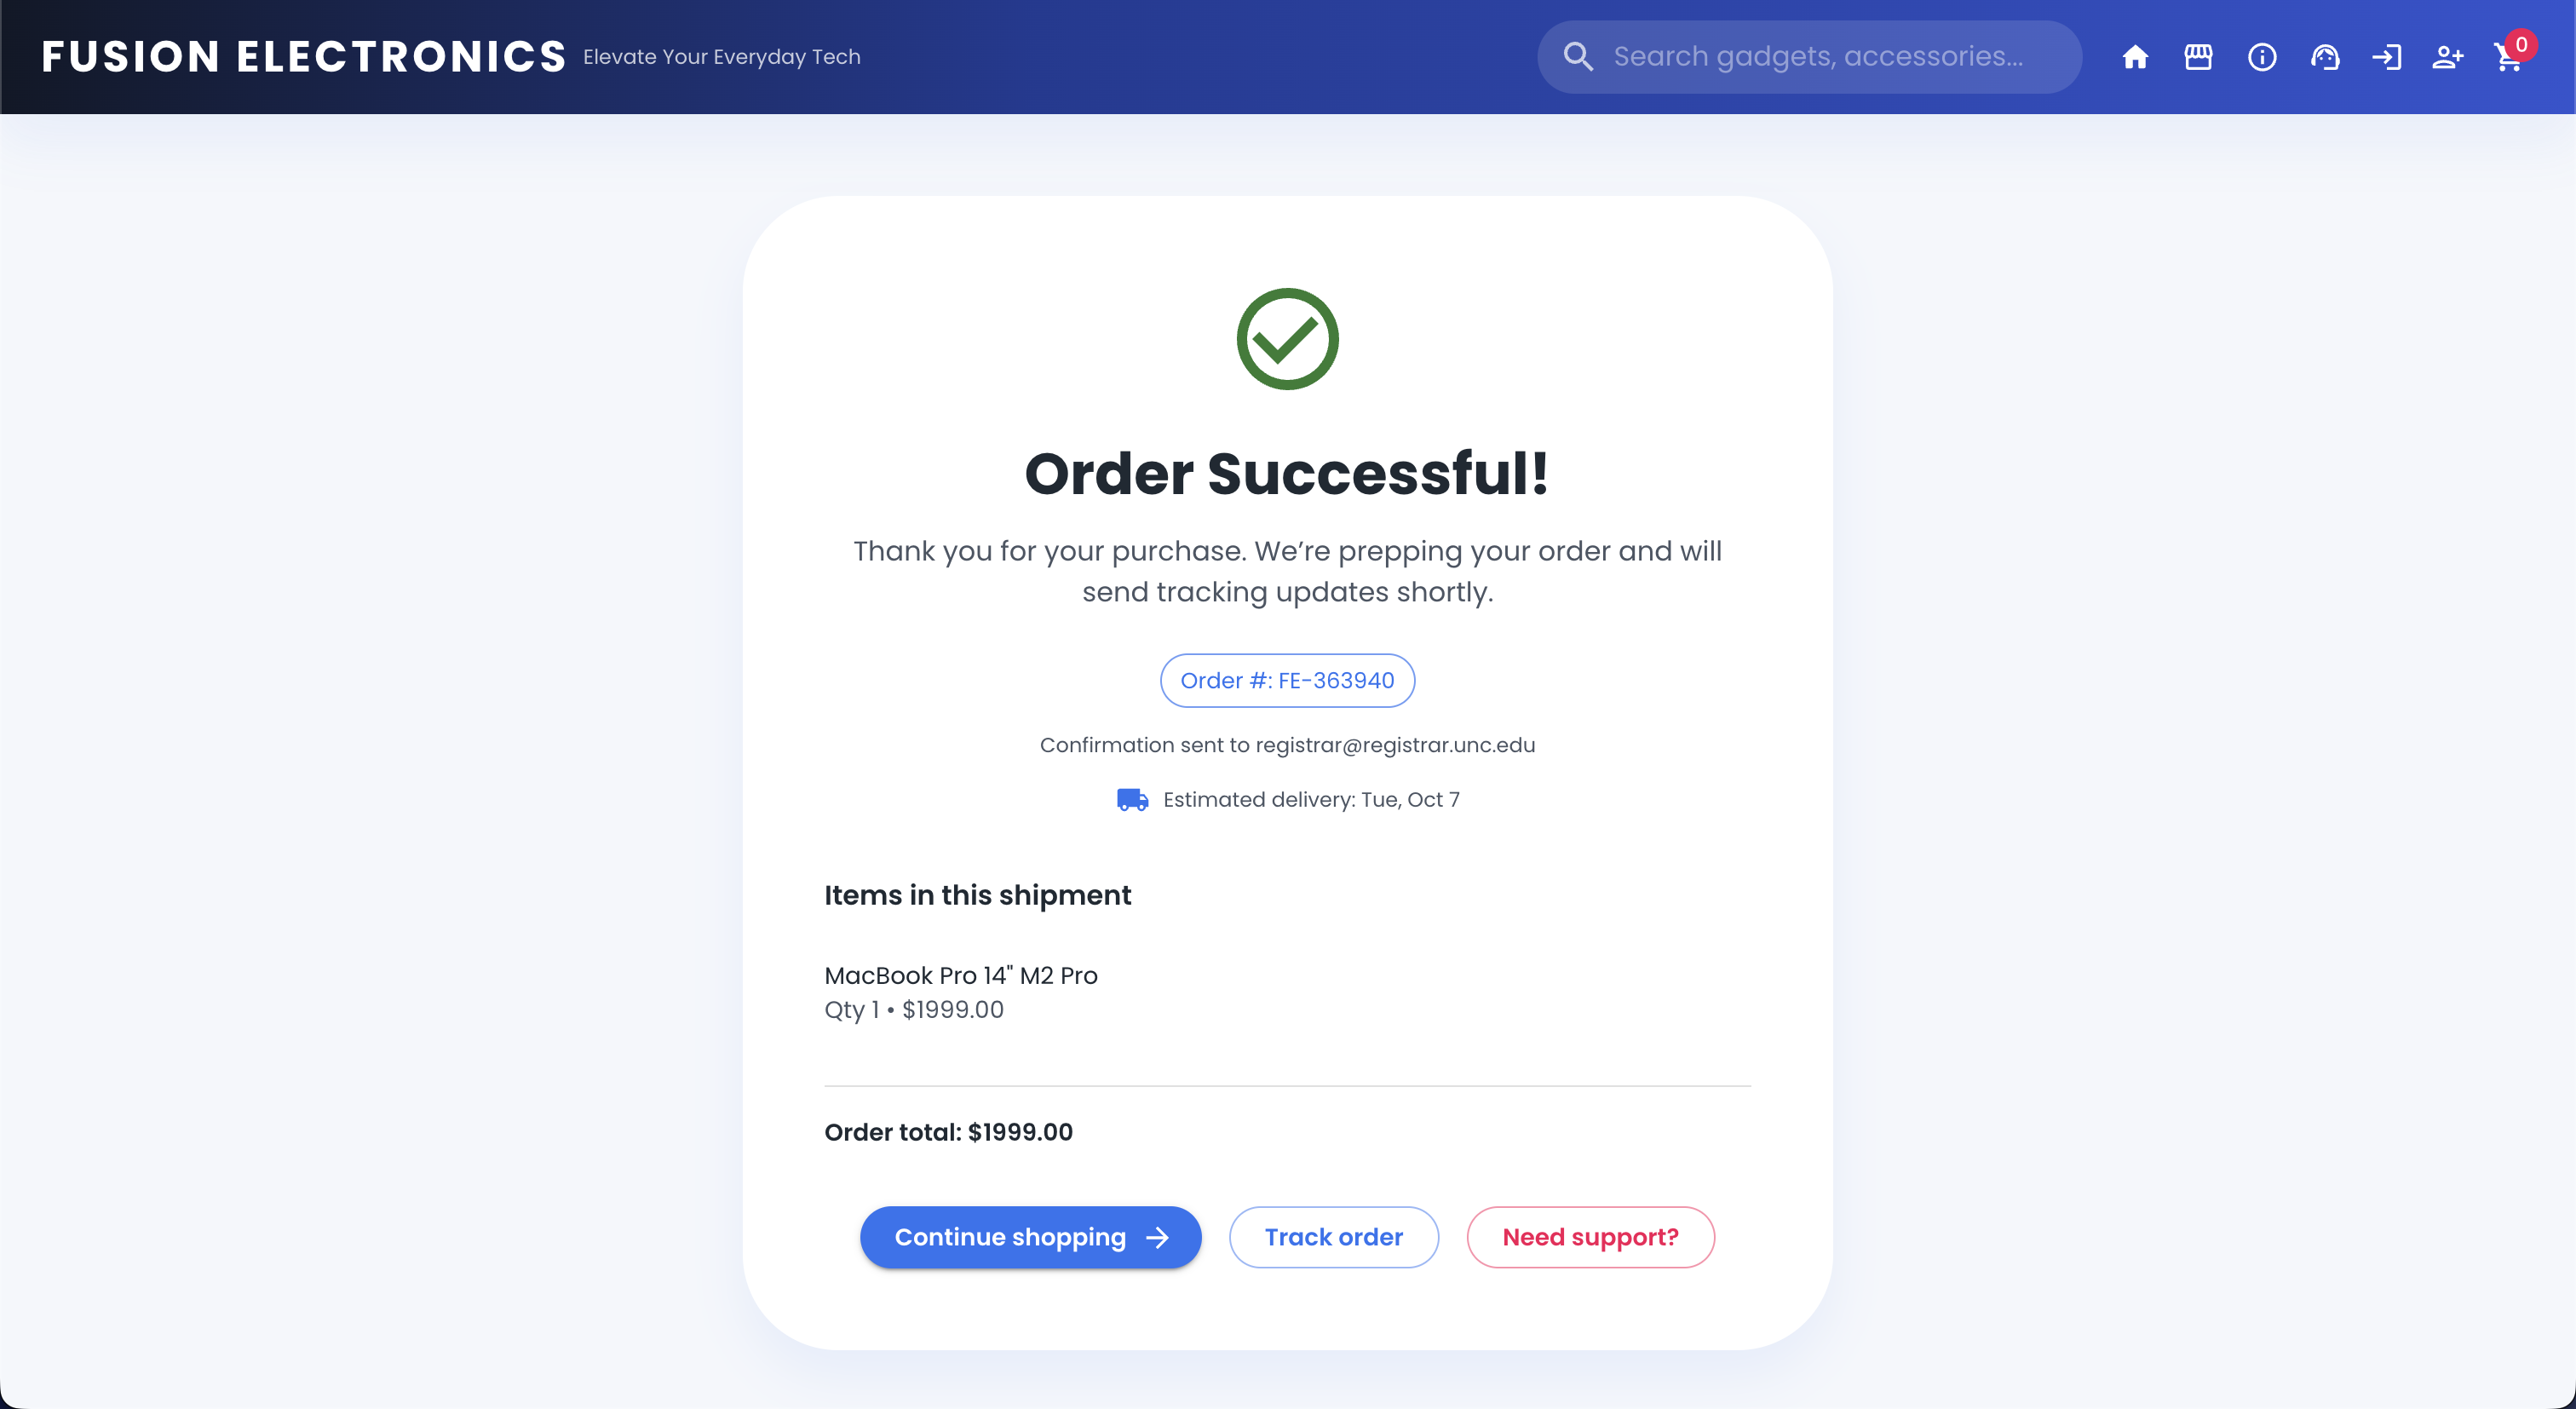 FUSION ELECTRONICS Elevate Your Everyday Tech
Search gadgets, accessories...
0
Order Successful!
Thank you for your purchase. We’re prepping your order and will
send tracking updates shortly.
Order #: FE-363940
Confirmation sent to registrar@registrar.unc.edu
Estimated delivery: Tue, Oct 7
Items in this shipment
MacBook Pro 14" M2 Pro
Qty 1 • $1999.00
Order total: $1999.00
Continue shopping
Track order
Need support?